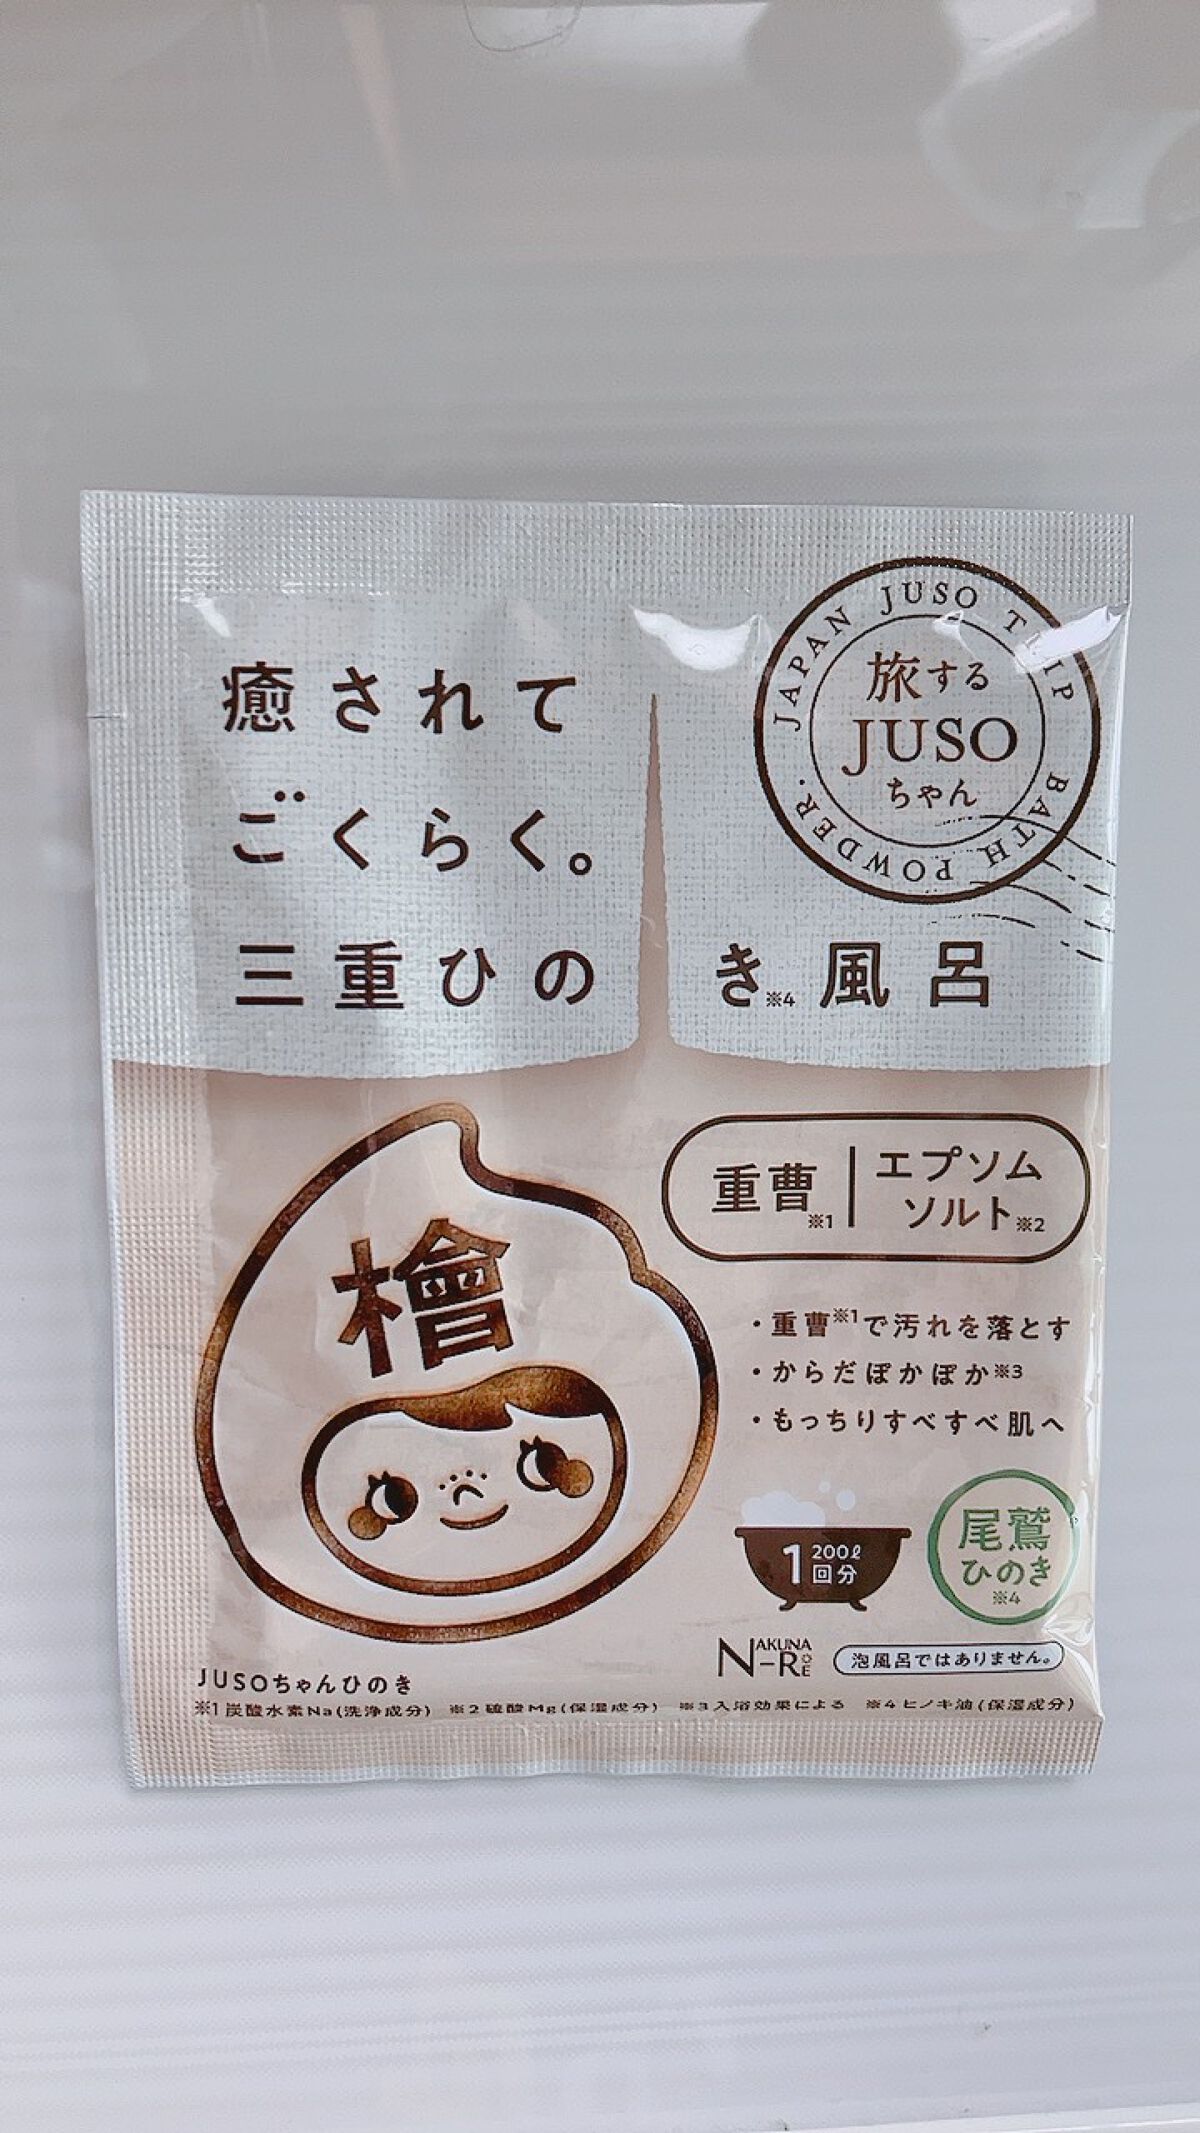 癒されて
ごくらく。
三重ひのき※4風呂
JAPAN JUSO TRIP BATH POWDER.
旅する
JUSO
ちゃん
檜
重曹※1
エプソム
ソルト※2
・重曹※1で汚れを落とす
・からだぽかぽか※3
・もっちりすべすべ肌へ
1回分
200ℓ
尾鷲
ひのき
※4
NAKUNA-RE
泡風呂ではありません。
JUSOちゃんひのき
※1 炭酸水素Na(洗浄成分) ※2 硫酸Mg(保湿成分) ※3 入浴効果による ※4 ヒノキ油(保湿成分)